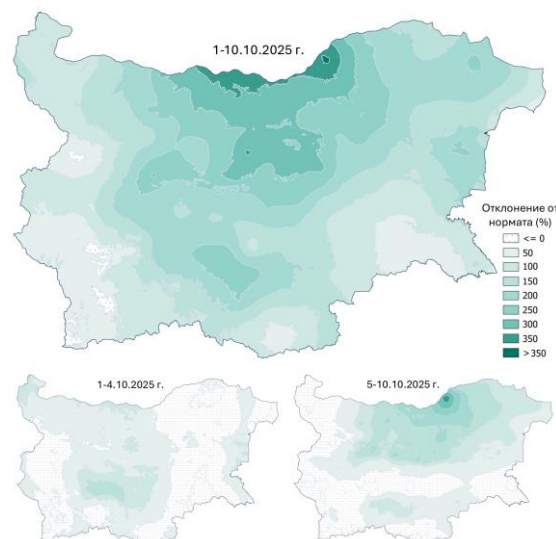 1-10.10.2025 г.
Отклонение от
нормата (%)
<= 0
50
100
150
200
250
300
350
> 350
1-4.10.2025 г.
5-10.10.2025 г.